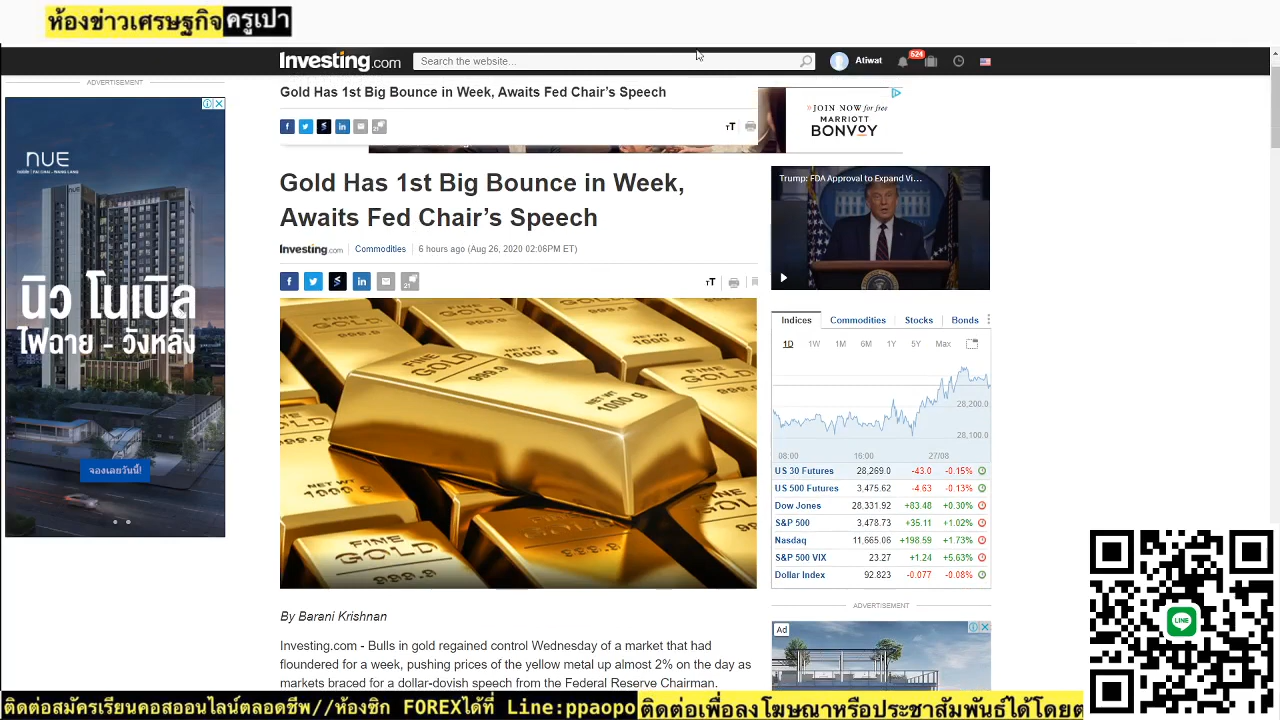 ห้องข่าวเศรษฐกิจครูเปา
Investing.com
Search the website...
Atiwat
524
ADVERTISEMENT
Gold Has 1st Big Bounce in Week, Awaits Fed Chair's Speech
21
JOIN NOW for free
MARRIOTT
BONVOY
nue
นิว โนเบิล
ไฟฉาย - วังหลัง
จองเลยวันนี้!
Gold Has 1st Big Bounce in Week,
Awaits Fed Chair's Speech
Investing.com
Commodities
6 hours ago (Aug 26, 2020 02:06PM ET)
21
FINE GOLD
999.9
NET WT
1000 g
By Barani Krishnan
Investing.com - Bulls in gold regained control Wednesday of a market that had
floundered for a week, pushing prices of the yellow metal up almost 2% on the day as
markets braced for a dollar-dovish speech from the Federal Reserve Chairman.
Trump: FDA Approval to Expand Vi...
Indices Commodities Stocks Bonds
1D 1W 1M 6M 1Y 5Y Max
28,200.0
28,100.0
08:00 16:00 27/08
US 30 Futures 28,269.0 -43.0 -0.15%
US 500 Futures 3,475.62 -4.63 -0.13%
Dow Jones 28,331.92 +83.48 +0.30%
S&P 500 3,478.73 +35.11 +1.02%
Nasdaq 11,665.06 +198.59 +1.73%
S&P 500 VIX 23.27 +1.24 +5.63%
Dollar Index 92.823 -0.077 -0.08%
ADVERTISEMENT
Ad
LINE
ติดต่อสมัครเรียนคอสออนไลน์ตลอดชีพ//ห้องซิก FOREXได้ที่ Line:ppaopo
ติดต่อเพื่อลงโฆษณาหรือประชาสัมพันธ์ได้โดยต